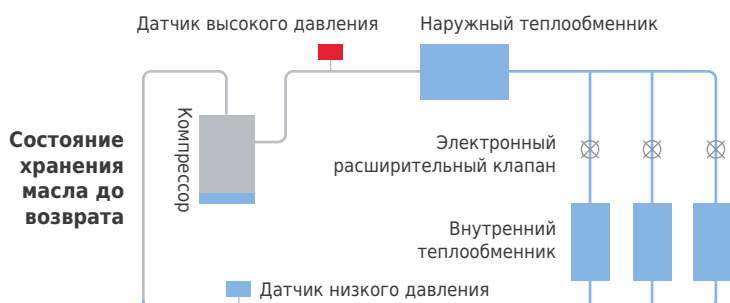 Датчик высокого давления
Наружный теплообменник
Компрессор
Состояние
хранения
масла до
возврата
Электронный
расширительный клапан
Внутренний
теплообменник
Датчик низкого давления